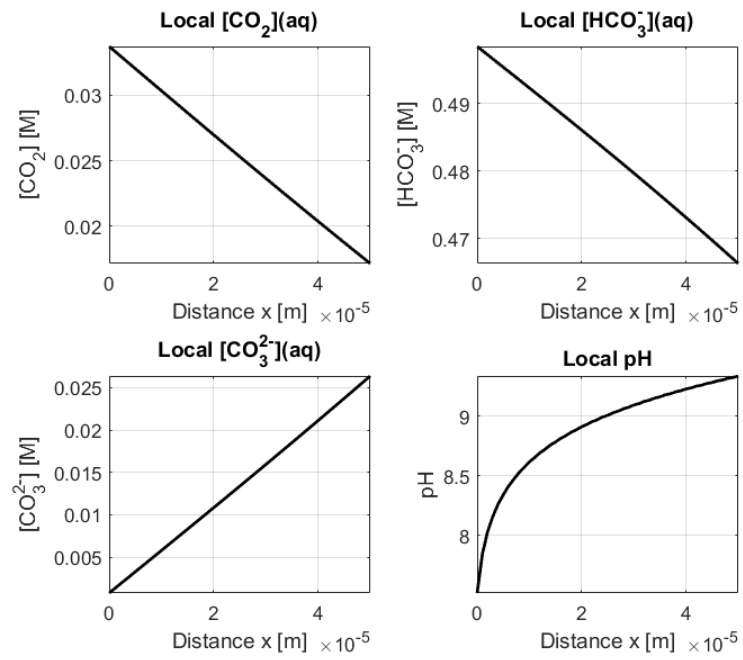 Local [CO₂](aq)
[CO₂] [M]
0.03
0.025
0.02
0
2
4
Distance x [m]
×10⁻⁵
Local [HCO₃⁻](aq)
[HCO₃⁻] [M]
0.49
0.48
0.47
0
2
4
Distance x [m]
×10⁻⁵
Local [CO₃²⁻](aq)
[CO₃²⁻] [M]
0.025
0.02
0.015
0.01
0.005
0
2
4
Distance x [m]
×10⁻⁵
Local pH
pH
9
8.5
8
0
2
4
Distance x [m]
×10⁻⁵